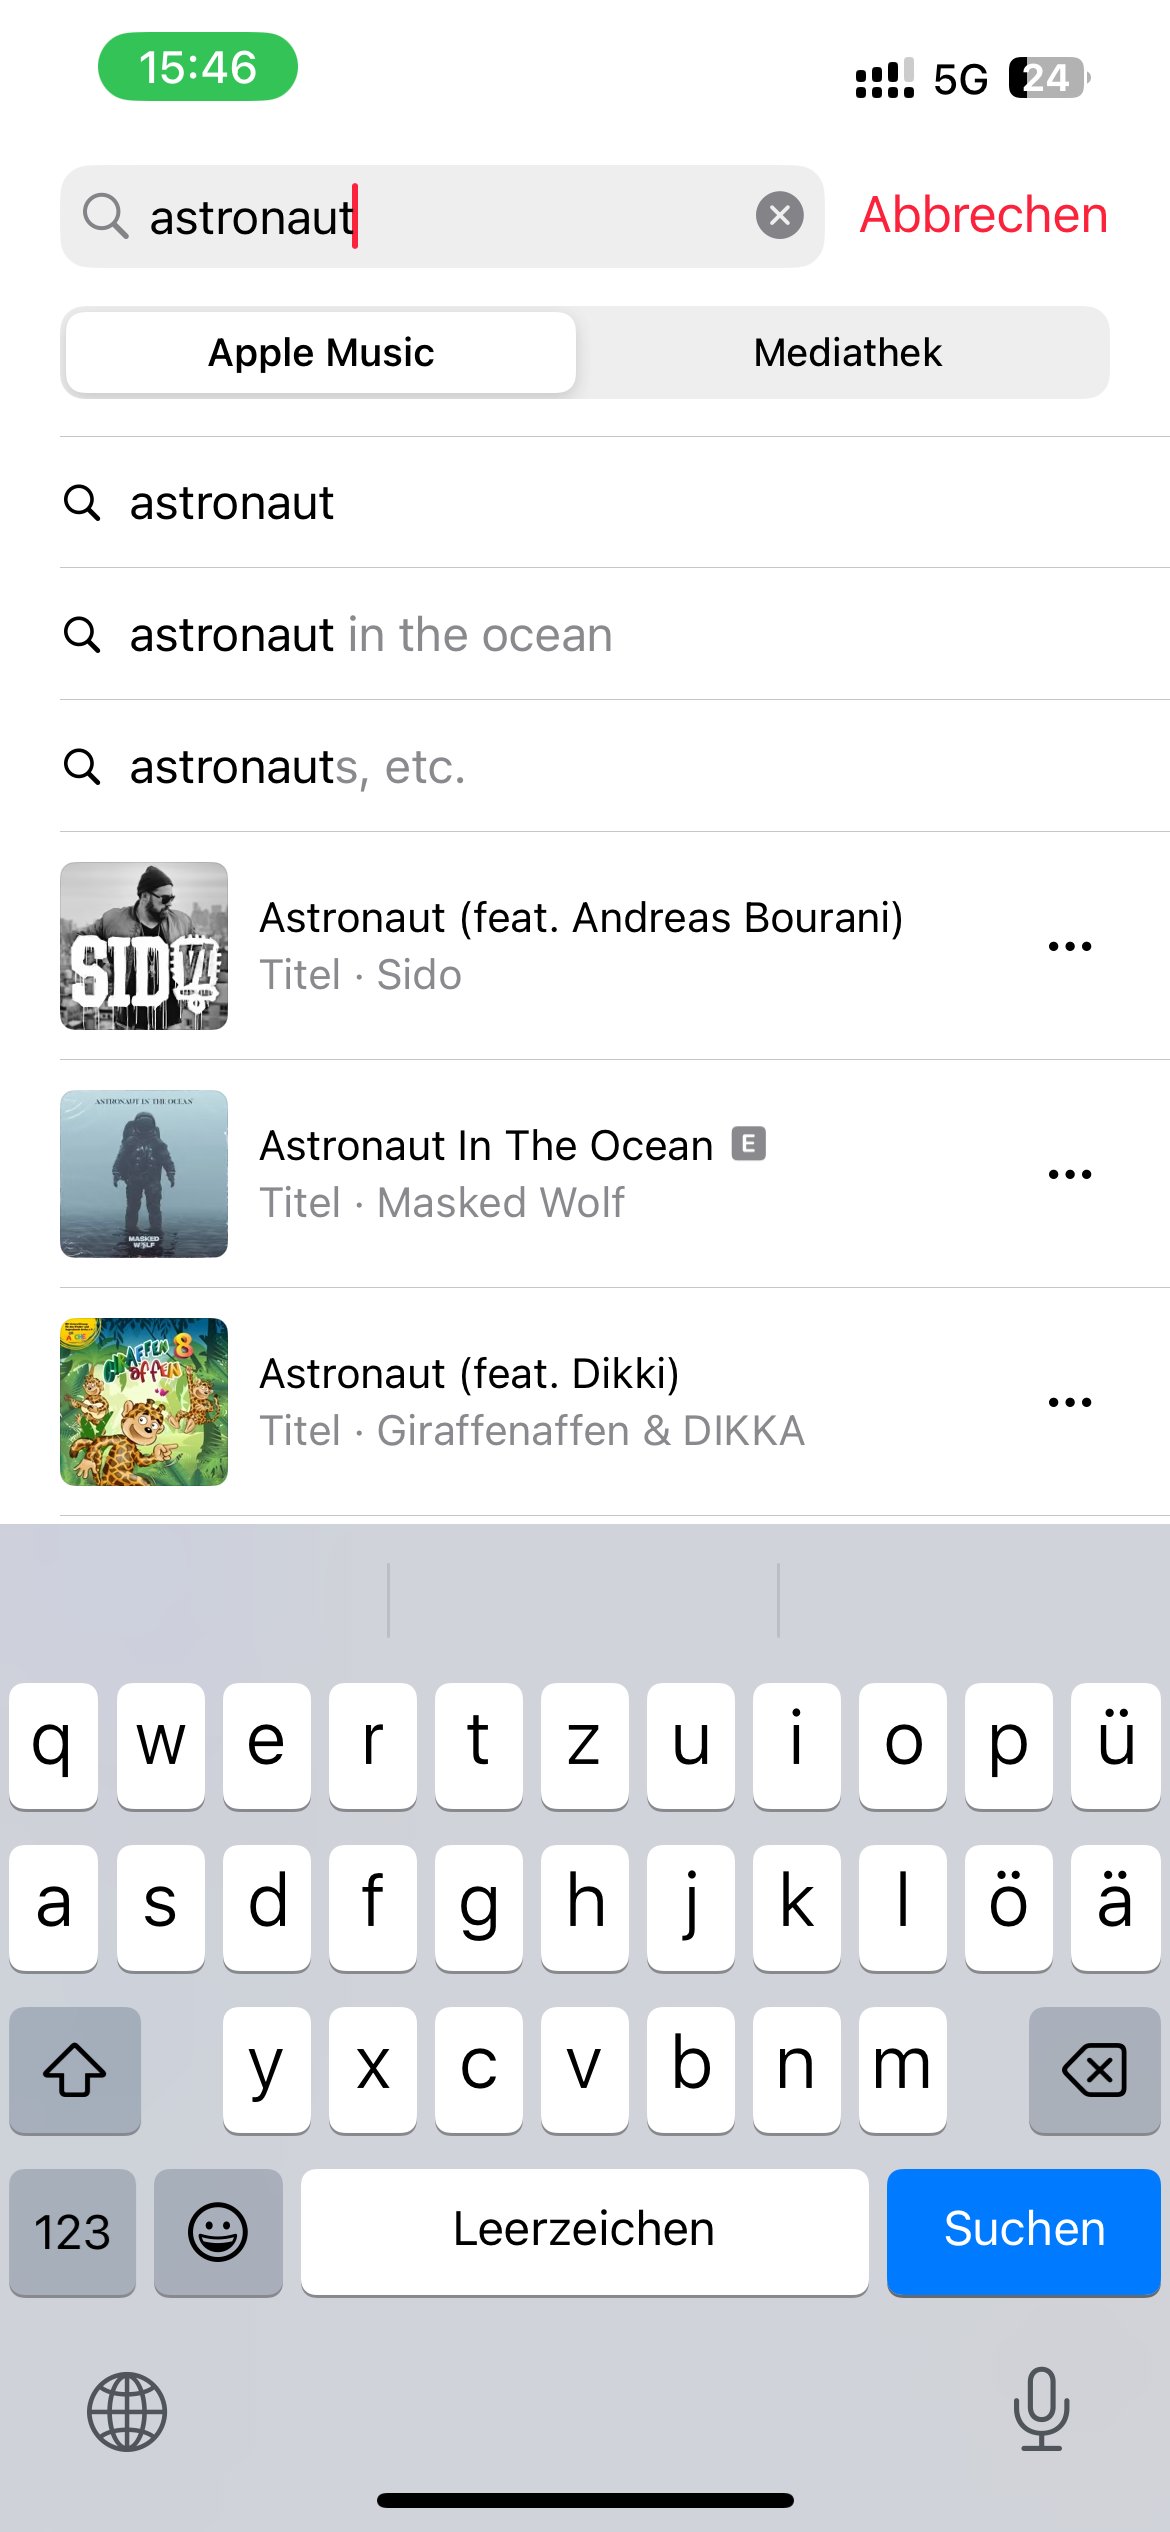 15:46
5G 24
astronaut Abbrechen
Apple Music Mediathek
astronaut
astronaut in the ocean
astronauts, etc.
SIDO
VI
Astronaut (feat. Andreas Bourani)
Titel · Sido
ASTRONAUT IN THE OCEAN
MASKED
WOLF
Astronaut In The Ocean E
Titel · Masked Wolf
GIRAFFEN 8
AFFEN
Astronaut (feat. Dikki)
Titel · Giraffenaffen & DIKKA
q w e r t z u i o p ü
a s d f g h j k l ö ä
y x c v b n m
123 Leerzeichen Suchen